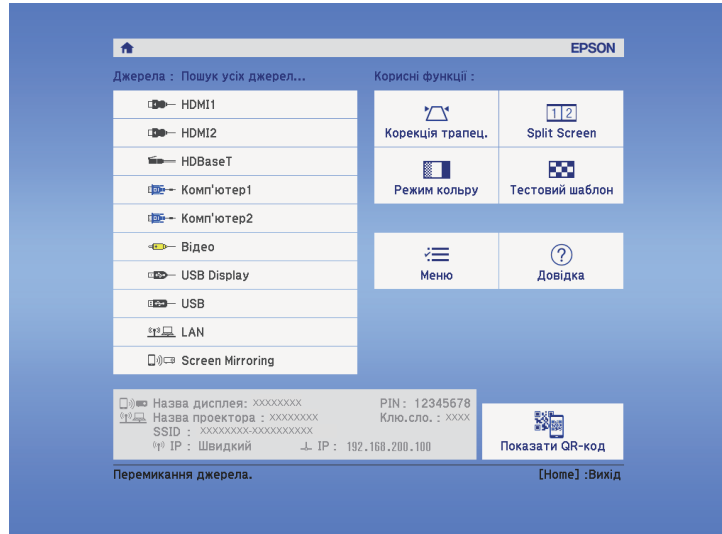 EPSON
Джерела : Пошук усіх джерел...
Корисні функції :
HDMI1
HDMI2
HDBaseT
Комп'ютер1
Комп'ютер2
Відео
USB Display
USB
LAN
Screen Mirroring
Корекція трапец.
1 2
Split Screen
Режим кольру
Тестовий шаблон
Меню
?
Довідка
Назва дисплея: XXXXXXXX
PIN : 12345678
Назва проектора : XXXXXXXX
Клю.сло. : XXXX
SSID : XXXXXXXX-XXXXXXXXXX
IP : Швидкий
IP : 192.168.200.100
Показати QR-код
Перемикання джерела.
[Home] :Вихід